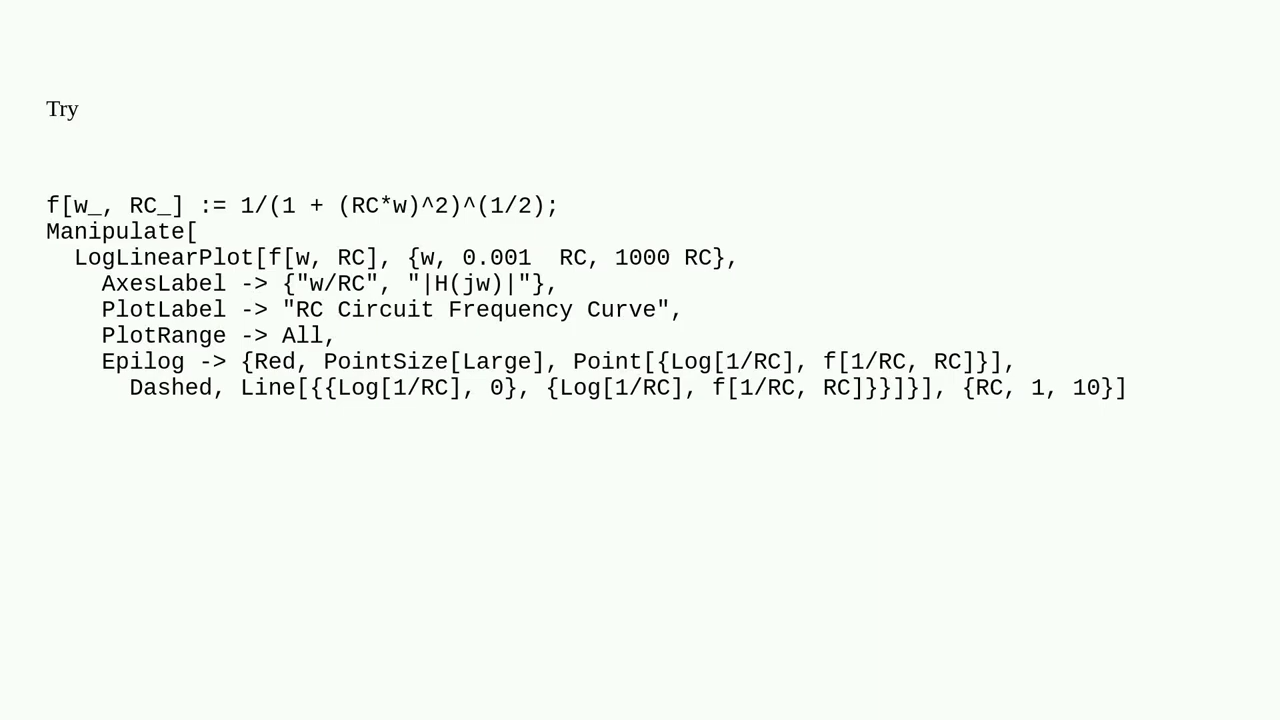 Try
f[w_, RC_] := 1/(1 + (RC*w)^2)^(1/2);
Manipulate[
  LogLinearPlot[f[w, RC], {w, 0.001  RC, 1000 RC},
    AxesLabel -> {"w/RC", "|H(jw)|"},
    PlotLabel -> "RC Circuit Frequency Curve",
    PlotRange -> All,
    Epilog -> {Red, PointSize[Large], Point[{Log[1/RC], f[1/RC, RC]}],
      Dashed, Line[{{Log[1/RC], 0}, {Log[1/RC], f[1/RC, RC]}}]}], {RC, 1, 10}]